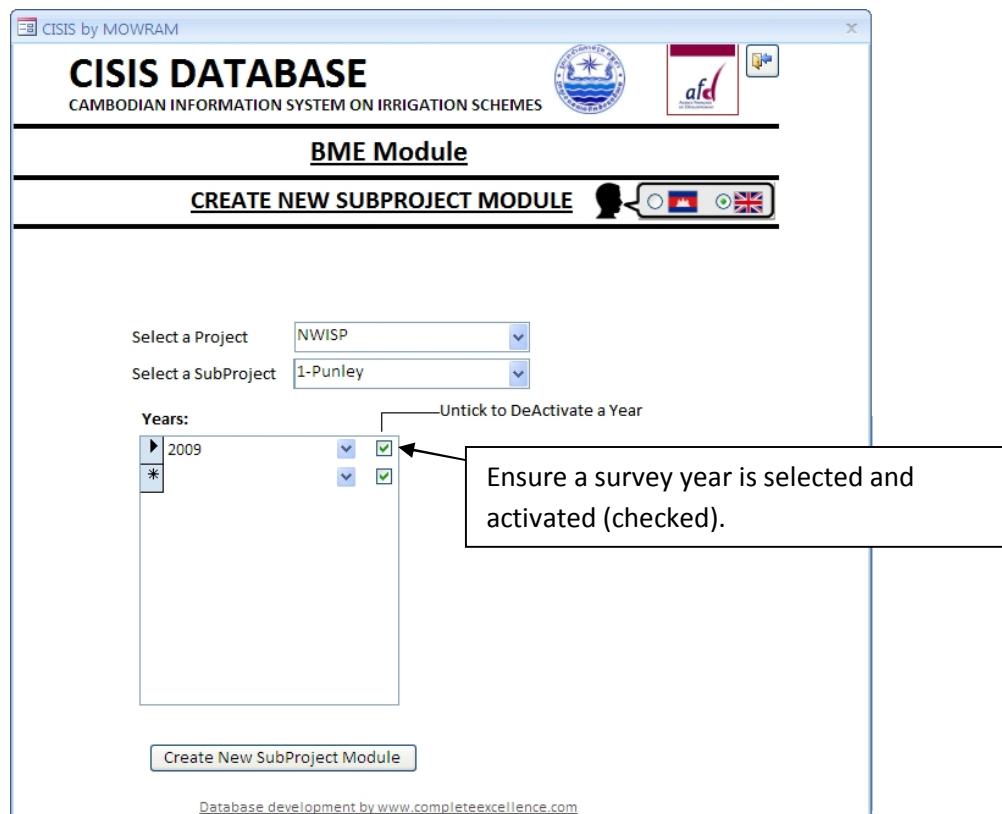 CISIS by MOWRAM
CISIS DATABASE
CAMBODIAN INFORMATION SYSTEM ON IRRIGATION SCHEMES
afd
BME Module
CREATE NEW SUBPROJECT MODULE
Select a Project NWISP
Select a SubProject 1-Punley
Years:
Untick to DeActivate a Year
2009
Ensure a survey year is selected and
activated (checked).
Create New SubProject Module
Database development by www.completeexcellence.com